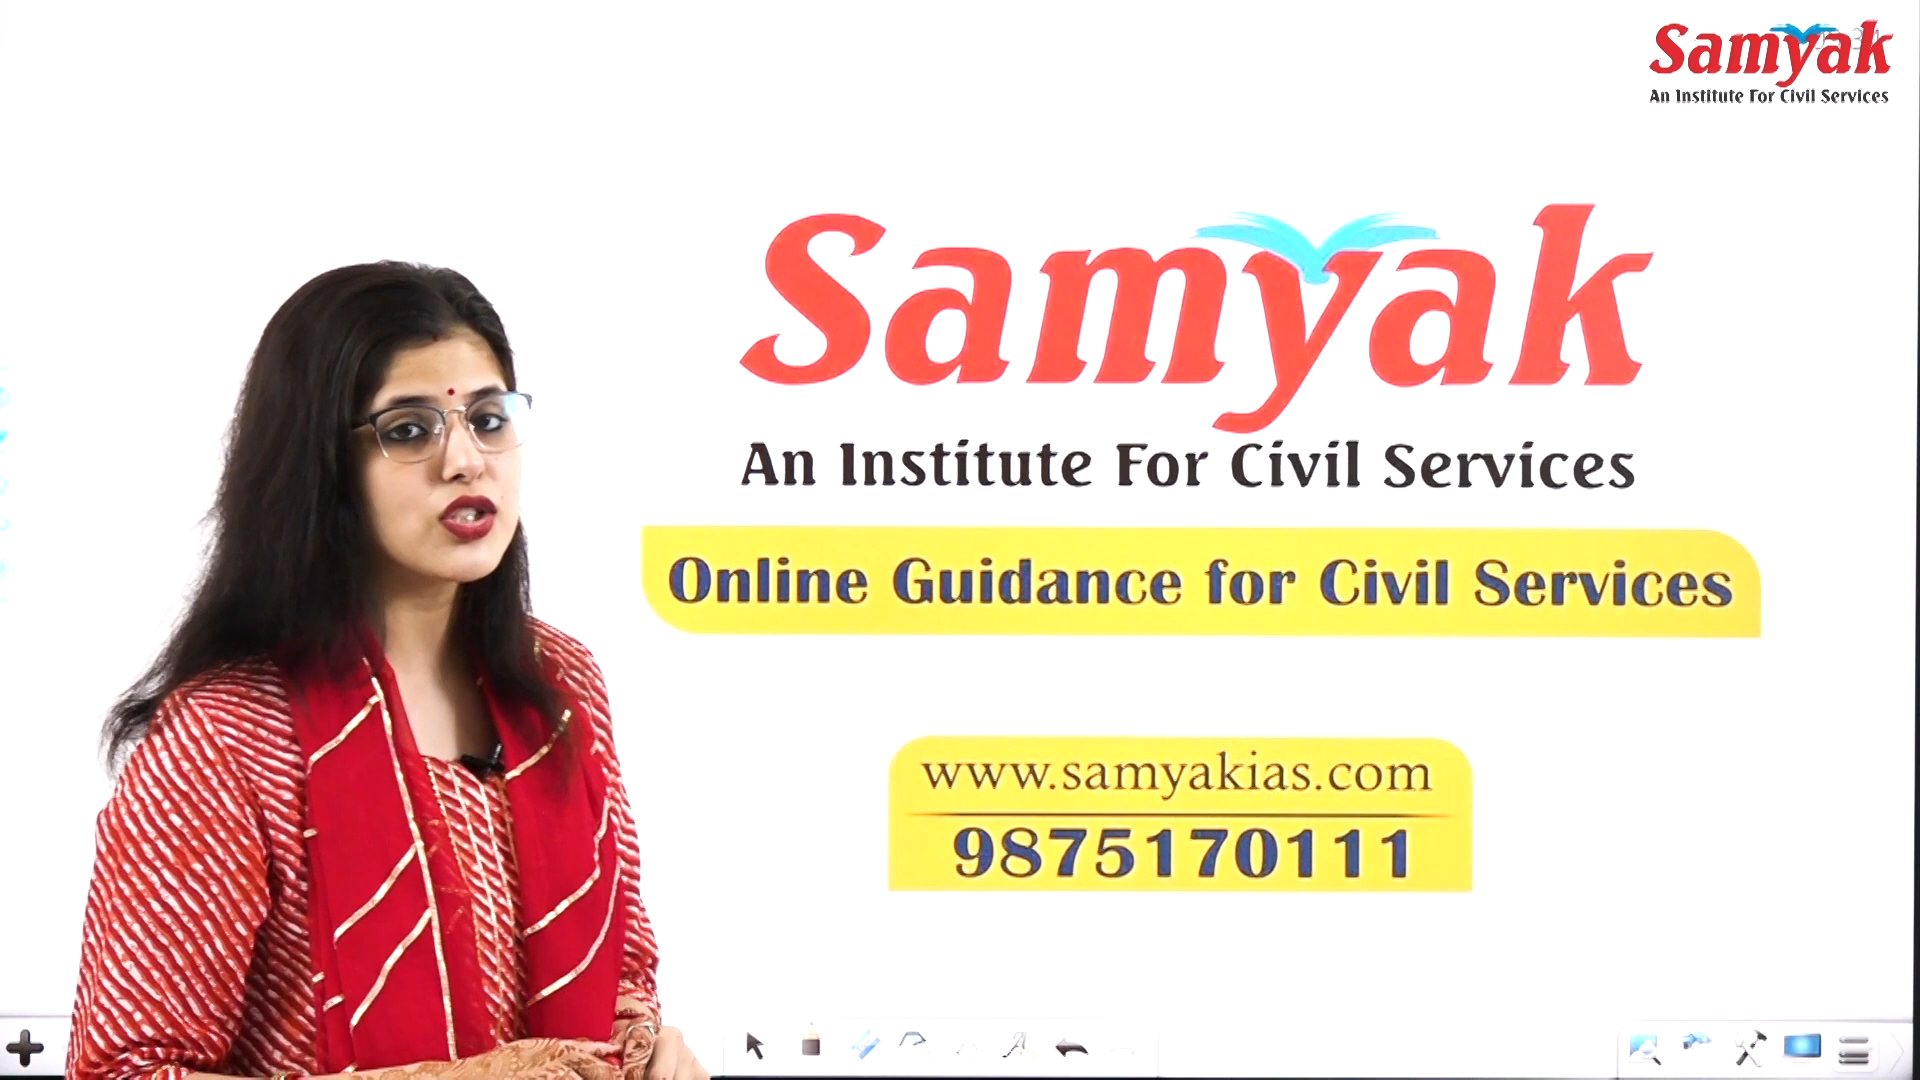 Samyak
An Institute For Civil Services
Samyak
An Institute For Civil Services
Online Guidance for Civil Services
www.samyakias.com
9875170111